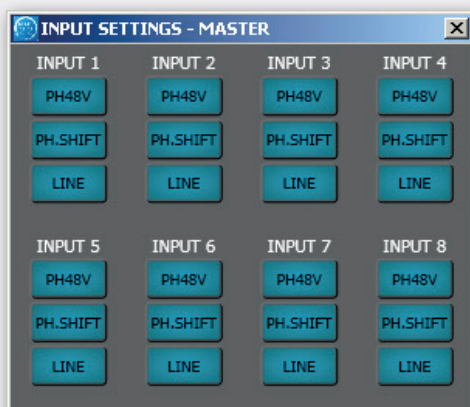 INPUT SETTINGS - MASTER
INPUT 1 INPUT 2 INPUT 3 INPUT 4
PH48V PH48V PH48V PH48V
PH.SHIFT PH.SHIFT PH.SHIFT PH.SHIFT
LINE LINE LINE LINE
INPUT 5 INPUT 6 INPUT 7 INPUT 8
PH48V PH48V PH48V PH48V
PH.SHIFT PH.SHIFT PH.SHIFT PH.SHIFT
LINE LINE LINE LINE